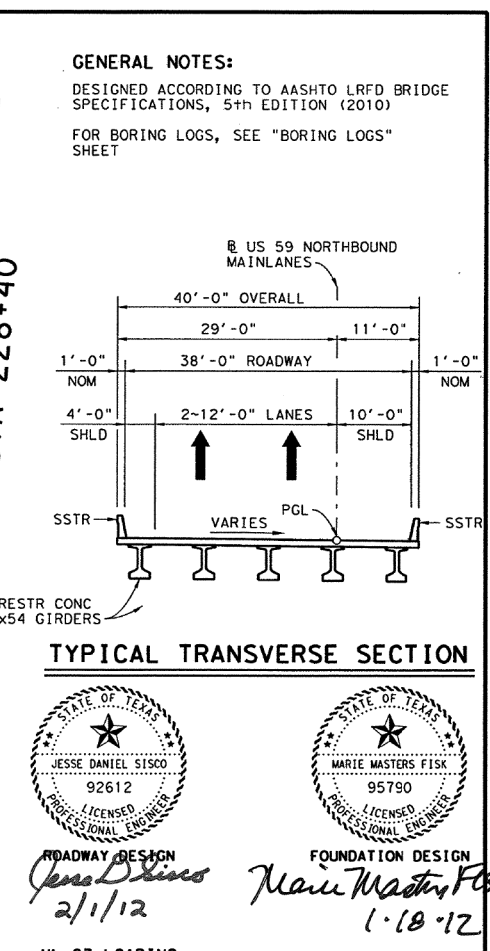 GENERAL NOTES:
DESIGNED ACCORDING TO AASHTO LRFD BRIDGE
SPECIFICATIONS, 5th EDITION (2010)
FOR BORING LOGS, SEE "BORING LOGS"
SHEET
℄ US 59 NORTHBOUND
MAINLANES
40'-0" OVERALL
29'-0" 11'-0"
1'-0" 38'-0" ROADWAY 1'-0"
NOM NOM
4'-0" 2~12'-0" LANES 10'-0"
SHLD SHLD
SSTR VARIES PGL SSTR
RESTR CONC
x54 GIRDERS
TYPICAL TRANSVERSE SECTION
STATE OF TEXAS
JESSE DANIEL SISCO
92612
LICENSED
PROFESSIONAL ENGINEER
STATE OF TEXAS
MARIE MASTERS FISK
95790
LICENSED
PROFESSIONAL ENGINEER
ROADWAY DESIGN
Jesse D Sisco
2/1/12
FOUNDATION DESIGN
Marie Masters
1.18.12